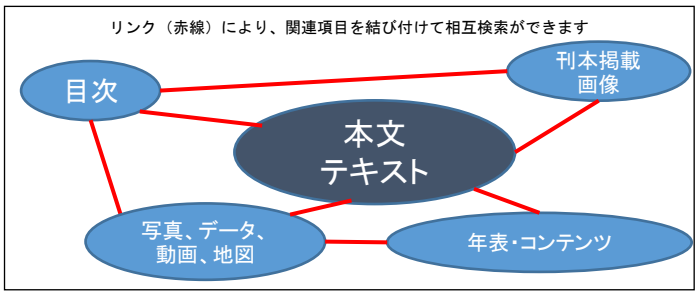 リンク（赤線）により、関連項目を結び付けて相互検索ができます
目次
刊本掲載
画像
本文
テキスト
写真、データ、
動画、地図
年表・コンテンツ